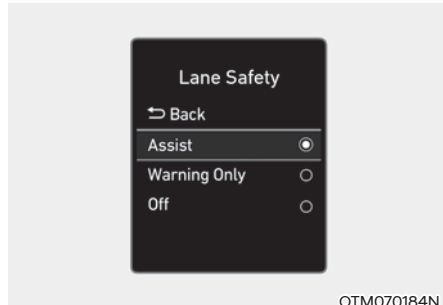 Lane Safety
Back
Assist
Warning Only
Off
OTM070184N